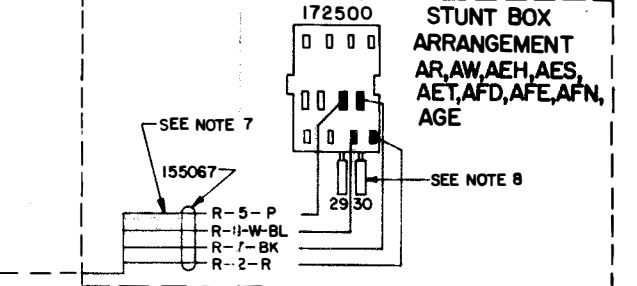 172500
STUNT BOX
ARRANGEMENT
AR,AW,AEH,AES,
AET,AFD,AFE,AFN,
AGE
SEE NOTE 7
155067
SEE NOTE 8
29 30
R-5-P
W-BL
BK
R-2-R